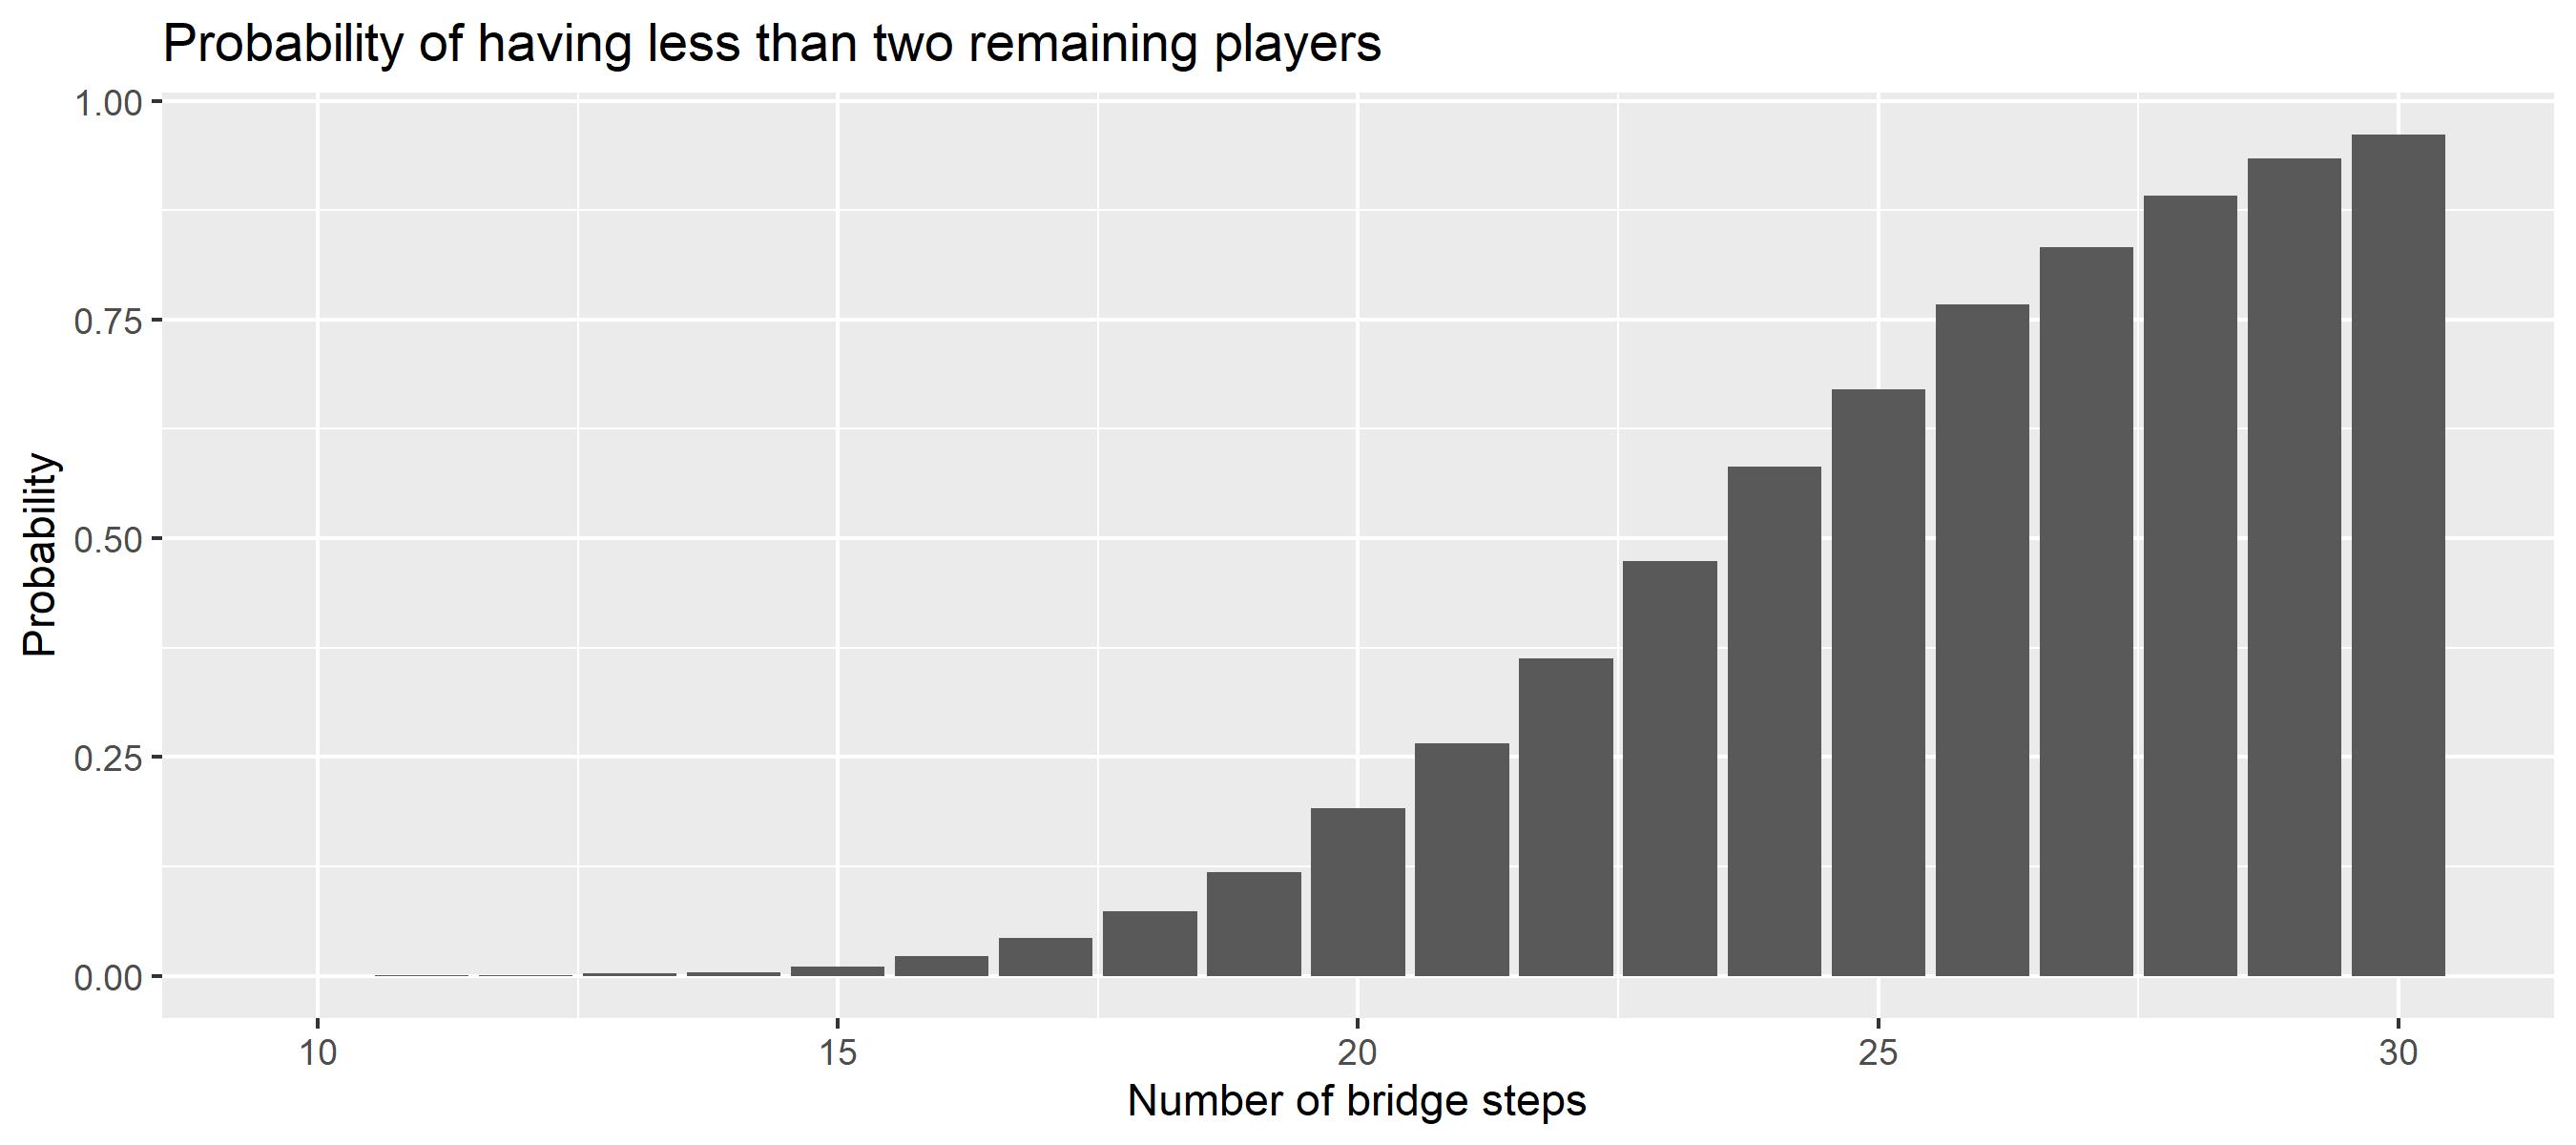 Probability of having less than two remaining players
1.00
0.75
0.50
0.25
0.00
Probability
10 15 20 25 30
Number of bridge steps